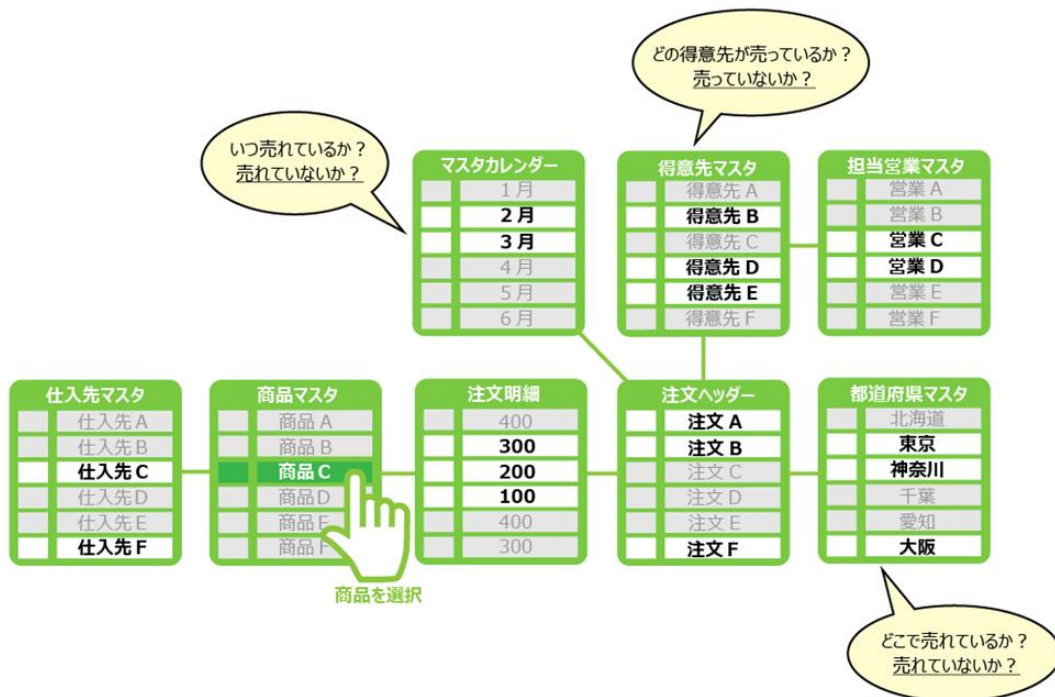 どの得意先が売っているか？
売っていないか？
いつ売れているか？
売れていないか？
マスタカレンダー
1月
2月
3月
4月
5月
6月
得意先マスタ
得意先 A
得意先 B
得意先 C
得意先 D
得意先 E
得意先 F
担当営業マスタ
営業 A
営業 B
営業 C
営業 D
営業 E
営業 F
仕入先マスタ
仕入先 A
仕入先 B
仕入先 C
仕入先 D
仕入先 E
仕入先 F
商品マスタ
商品 A
商品 B
商品 C
商品 D
商品 E
商品 F
商品を選択
注文明細
400
300
200
100
400
300
注文ヘッダー
注文 A
注文 B
注文 C
注文 D
注文 E
注文 F
都道府県マスタ
北海道
東京
神奈川
千葉
愛知
大阪
どこで売れているか？
売れていないか？